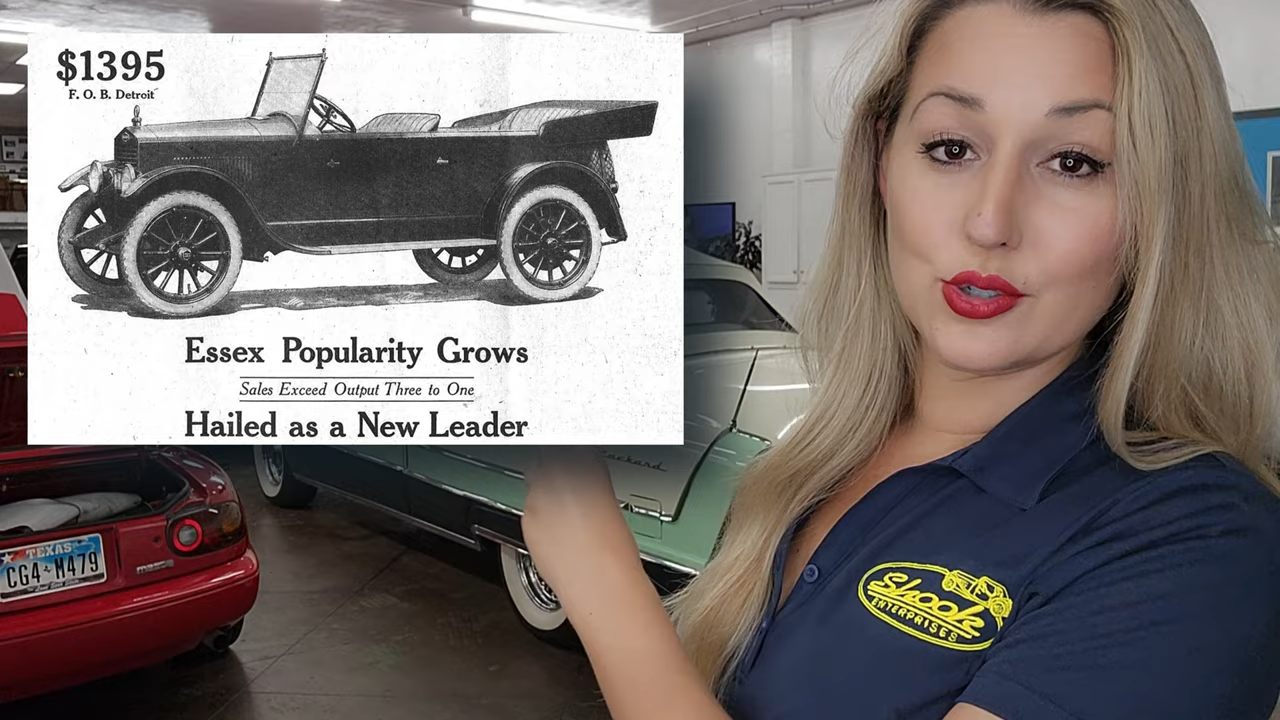 $1395
F. O. B. Detroit
Essex Popularity Grows
Sales Exceed Output Three to One
Hailed as a New Leader
Packard
TEXAS
CG4 M479
mazda
Shook
ENTERPRISES